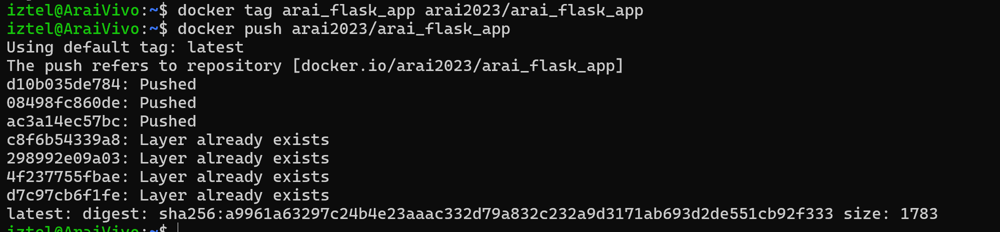 iztel@AraiVivo:~$ docker tag arai_flask_app arai2023/arai_flask_app
iztel@AraiVivo:~$ docker push arai2023/arai_flask_app
Using default tag: latest
The push refers to repository [docker.io/arai2023/arai_flask_app]
d10b035de784: Pushed
08498fc860de: Pushed
ac3a14ec57bc: Pushed
c8f6b54339a8: Layer already exists
298992e09a03: Layer already exists
4f237755fbae: Layer already exists
d7c97cb6f1fe: Layer already exists
latest: digest: sha256:a9961a63297c24b4e23aaac332d79a832c232a9d3171ab693d2de551cb92f333 size: 1783
iztel@AraiVivo:~$